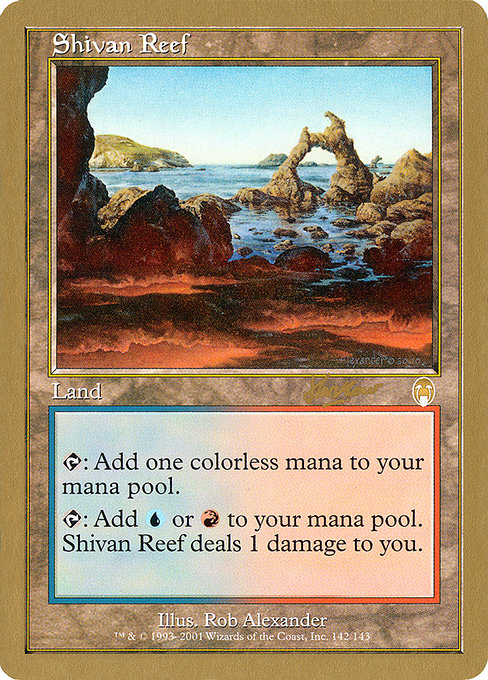 Shivan Reef
Land
: Add one colorless mana to your
mana pool.
: Add or to your mana pool.
Shivan Reef deals 1 damage to you.
Illus. Rob Alexander
™ & © 1993–2001 Wizards of the Coast, Inc. 142/143